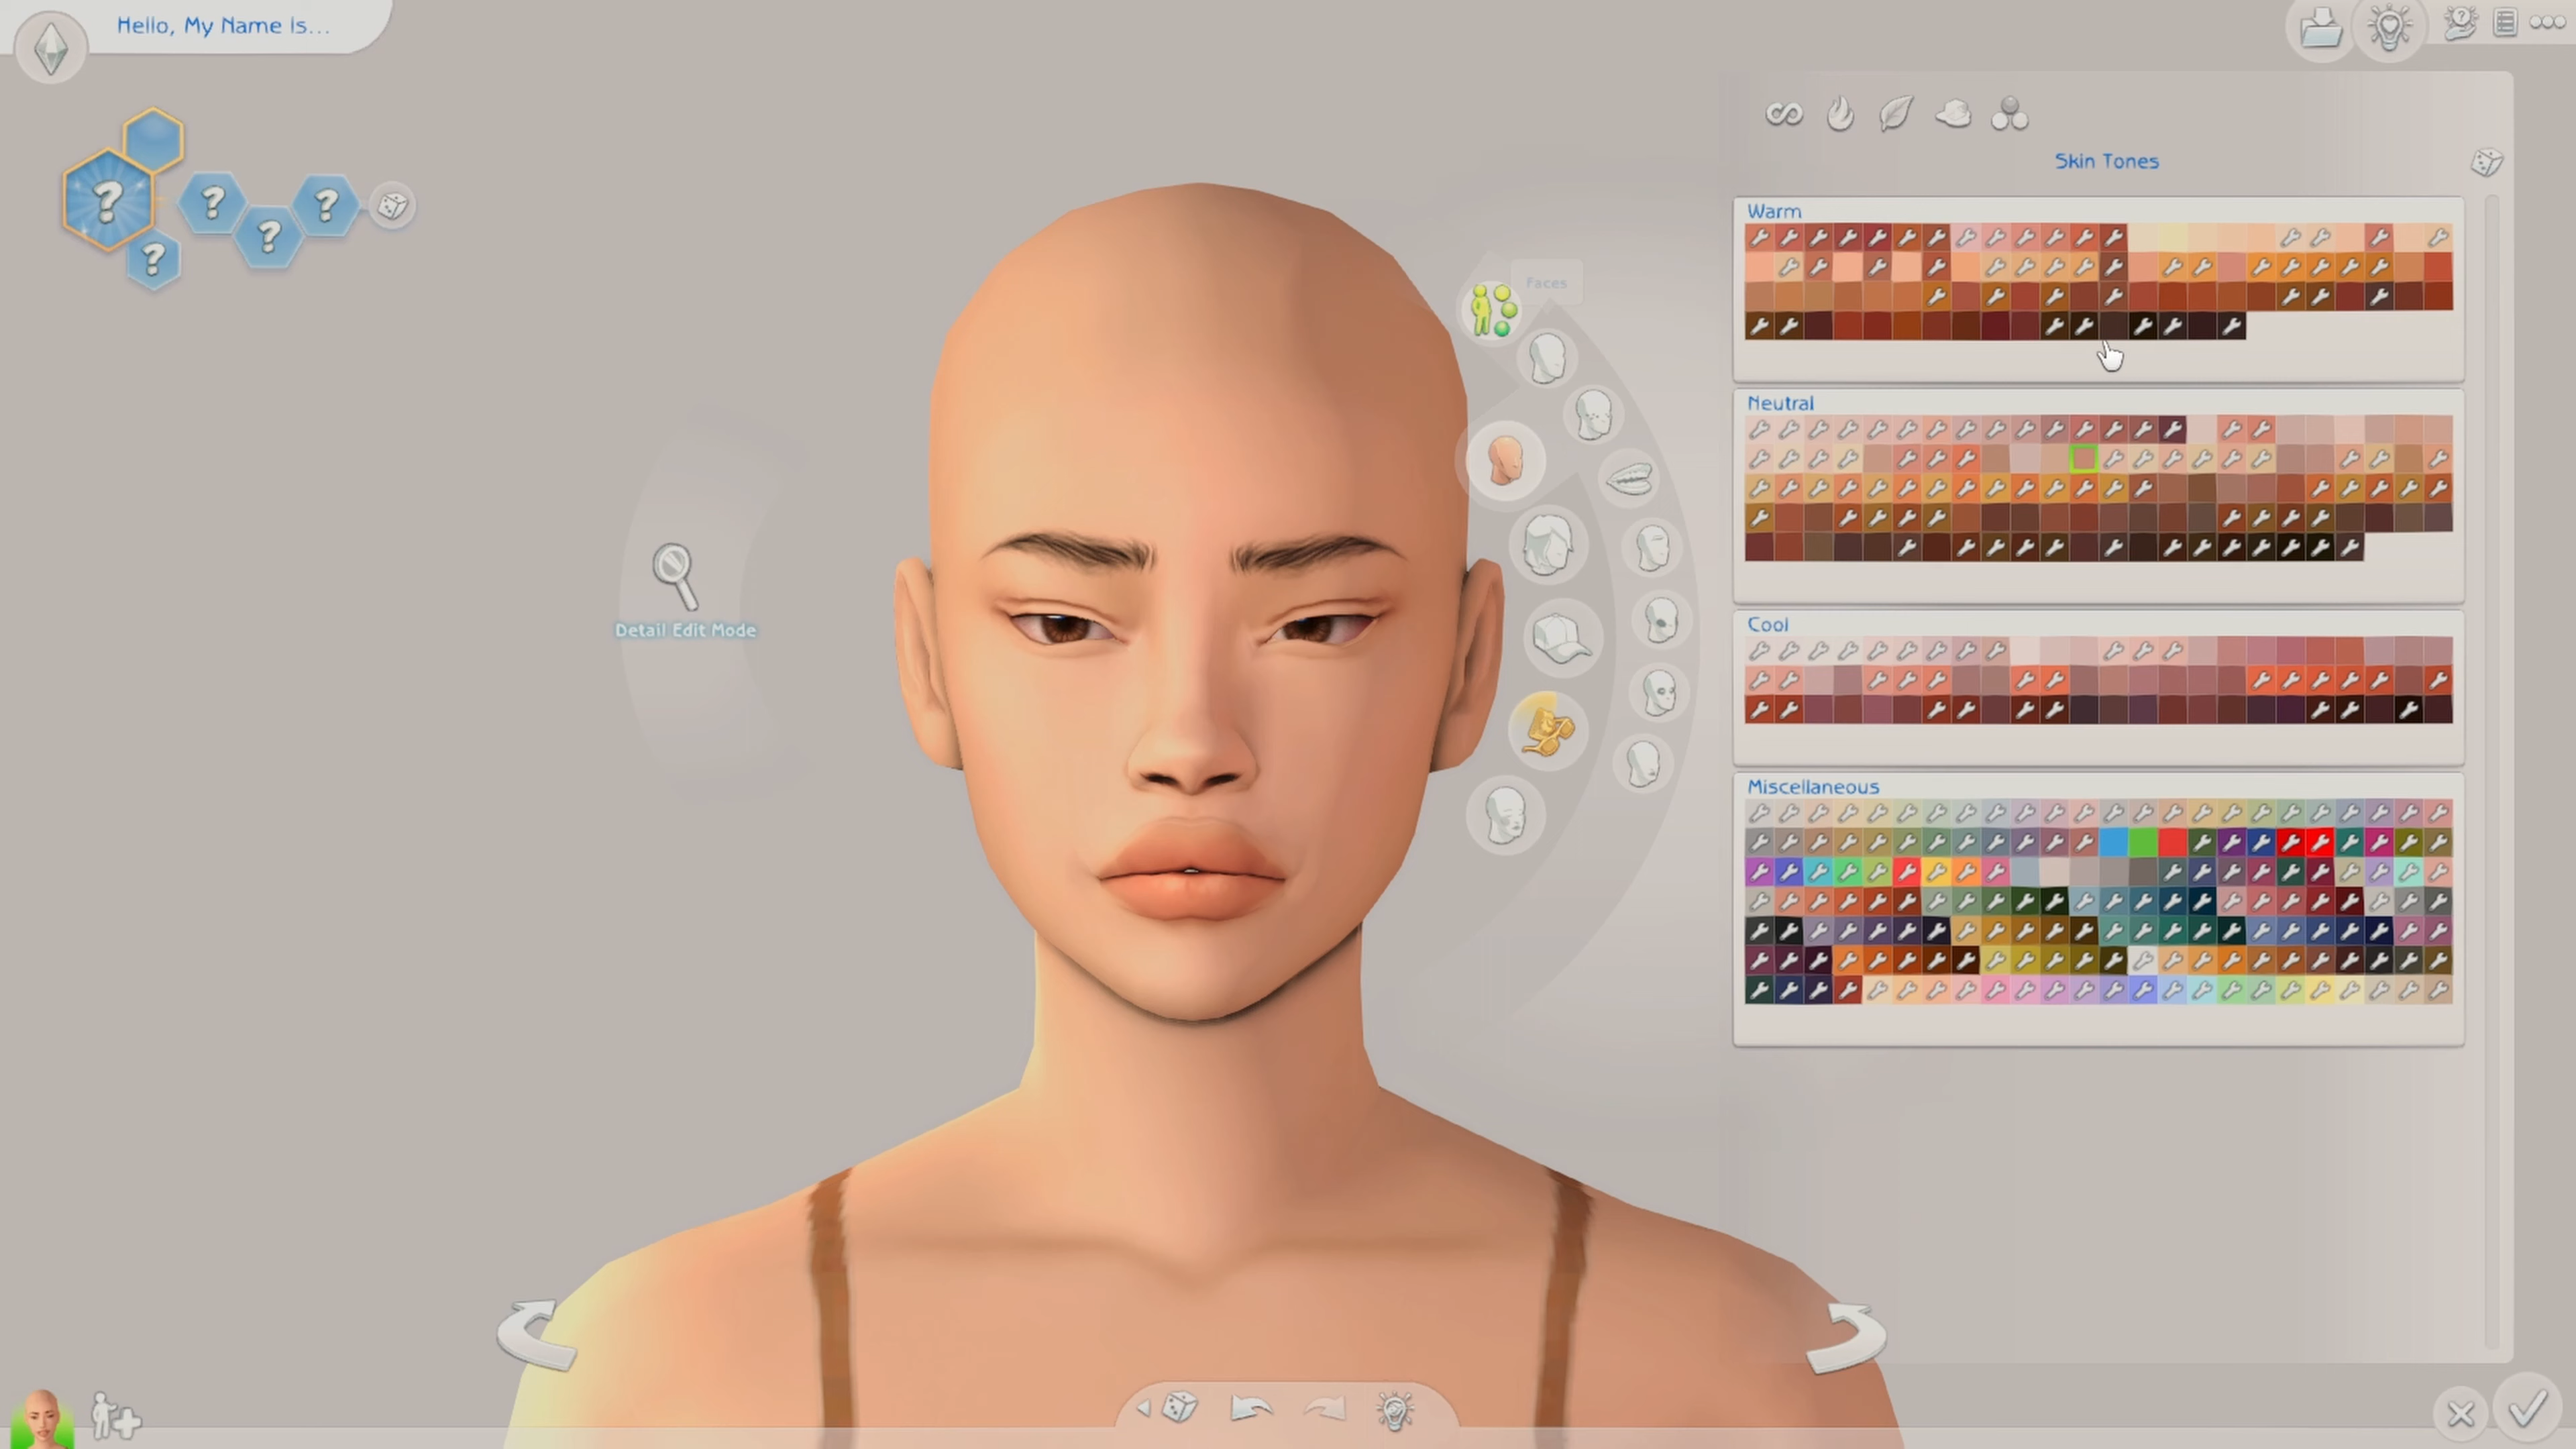 Hello, My Name Is...
Faces
Skin Tones
Warm
Neutral
Detail Edit Mode
Cool
Miscellaneous